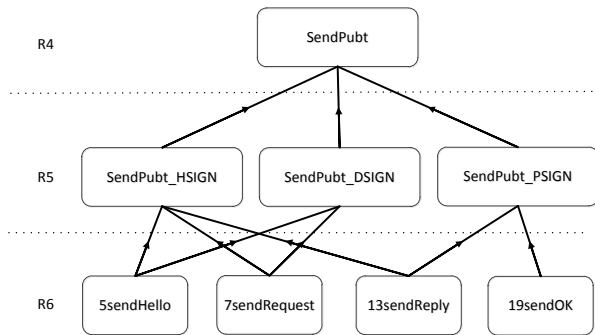 R4
SendPubt
R5
SendPubt_HSIGN
SendPubt_DSIGN
SendPubt_PSIGN
R6
5sendHello
7sendRequest
13sendReply
19sendOK